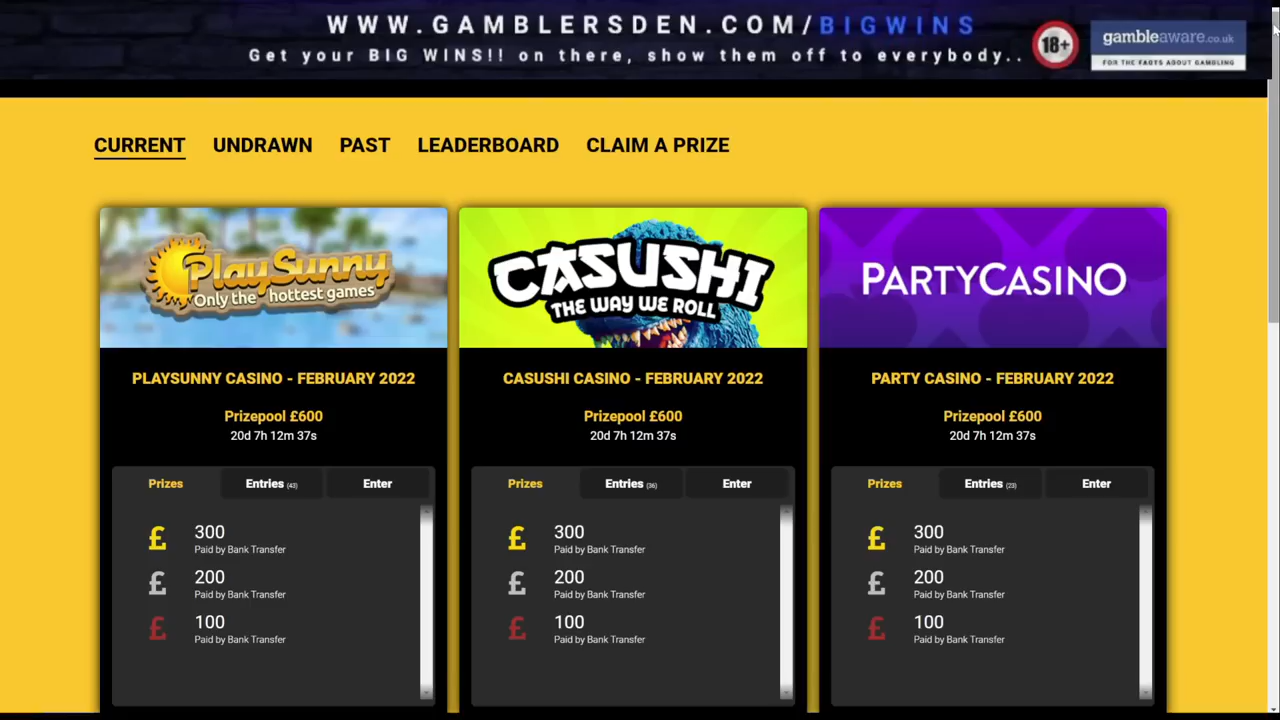 WWW.GAMBLERSDEN.COM/BIGWINS
Get your BIG WINS!! on there, show them off to everybody..
18+
gambleaware.co.uk
FOR THE FACTS ABOUT GAMBLING
CURRENT UNDRAWN PAST LEADERBOARD CLAIM A PRIZE
PlaySunny
Only the hottest games
PLAYSUNNY CASINO - FEBRUARY 2022
Prizepool £600
20d 7h 12m 37s
Prizes Entries (43) Enter
£ 300
Paid by Bank Transfer
£ 200
Paid by Bank Transfer
£ 100
Paid by Bank Transfer
CASUSHI
THE WAY WE ROLL
CASUSHI CASINO - FEBRUARY 2022
Prizepool £600
20d 7h 12m 37s
Prizes Entries (36) Enter
£ 300
Paid by Bank Transfer
£ 200
Paid by Bank Transfer
£ 100
Paid by Bank Transfer
PARTYCASINO
PARTY CASINO - FEBRUARY 2022
Prizepool £600
20d 7h 12m 37s
Prizes Entries (23) Enter
£ 300
Paid by Bank Transfer
£ 200
Paid by Bank Transfer
£ 100
Paid by Bank Transfer